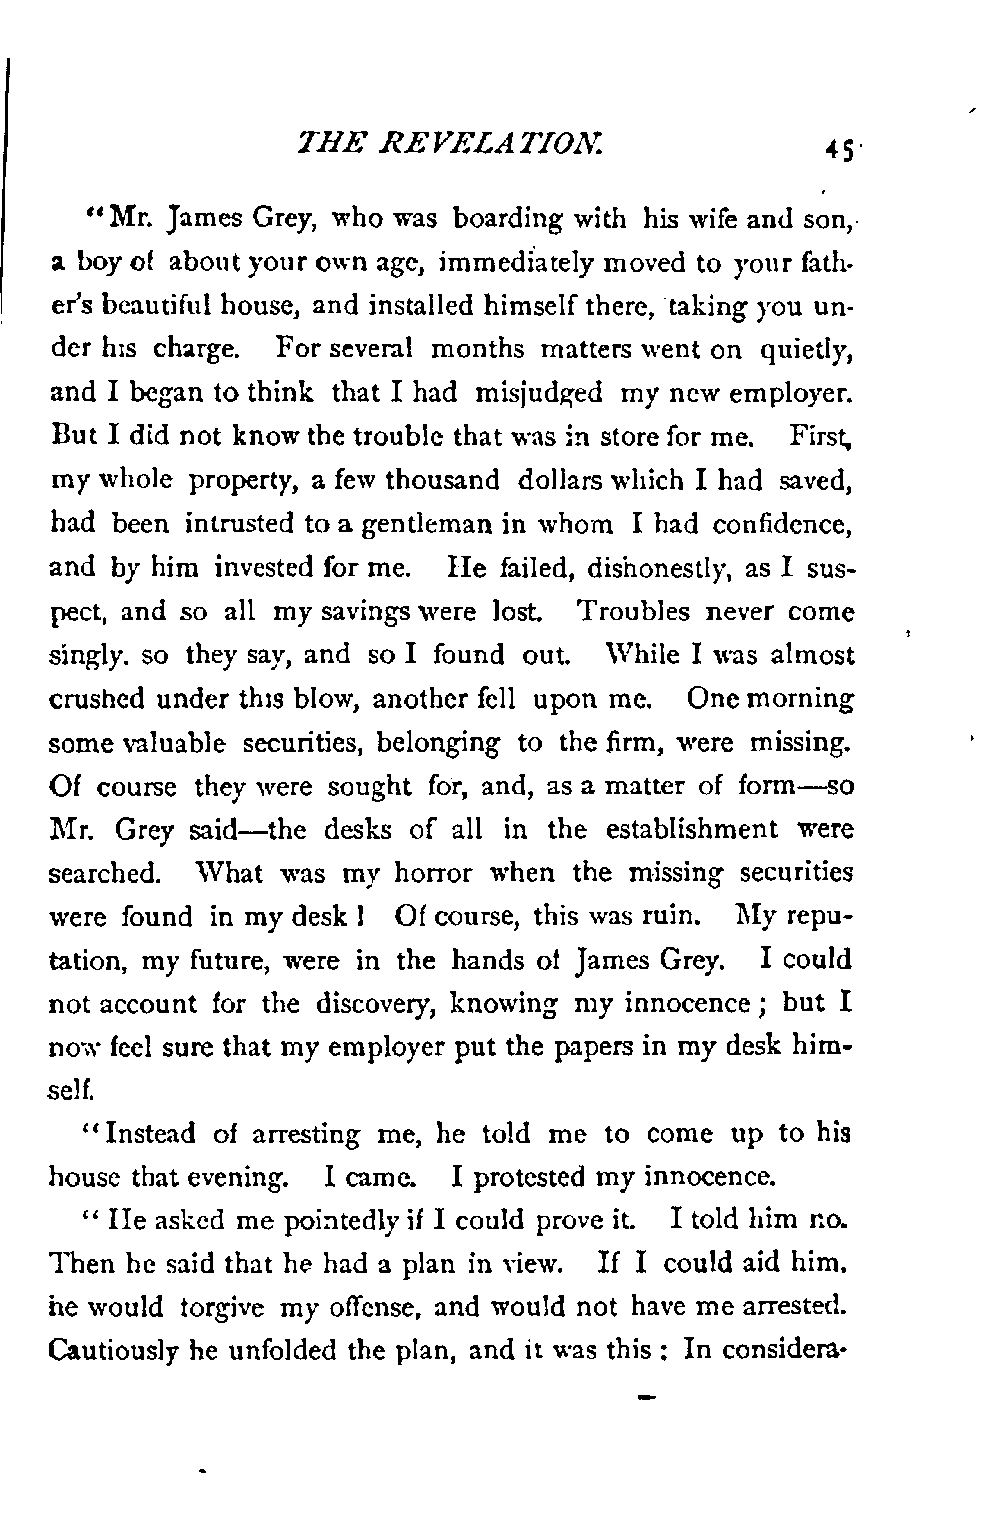 THE REVELATION. 45
“Mr. James Grey, who was boarding with his wife and son,
a boy of about your own age, immediately moved to your fath-
er's beautiful house, and installed himself there, taking you un-
der his charge. For several months matters went on quietly,
and I began to think that I had misjudged my new employer.
But I did not know the trouble that was in store for me. First,
my whole property, a few thousand dollars which I had saved,
had been intrusted to a gentleman in whom I had confidence,
and by him invested for me. He failed, dishonestly, as I sus-
pect, and so all my savings were lost. Troubles never come
singly. so they say, and so I found out. While I was almost
crushed under this blow, another fell upon me. One morning
some valuable securities, belonging to the firm, were missing.
Of course they were sought for, and, as a matter of form—so
Mr. Grey said—the desks of all in the establishment were
searched. What was my horror when the missing securities
were found in my desk! Of course, this was ruin. My repu-
tation, my future, were in the hands of James Grey. I could
not account for the discovery, knowing my innocence; but I
now feel sure that my employer put the papers in my desk him-
self.
“Instead of arresting me, he told me to come up to his
house that evening. I came. I protested my innocence.
“He asked me pointedly if I could prove it. I told him no.
Then he said that he had a plan in view. If I could aid him,
he would forgive my offense, and would not have me arrested.
Cautiously he unfolded the plan, and it was this: In considera-